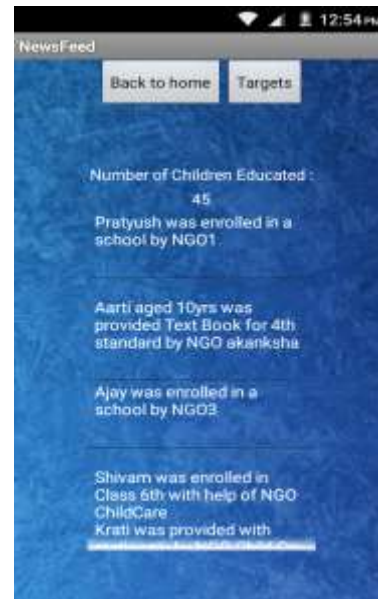 12:54 PM
NewsFeed
Back to home
Targets
Number of Children Educated :
45
Pratyush was enrolled in a
school by NGO1
Aarti aged 10yrs was
provided Text Book for 4th
standard by NGO akanksha
Ajay was enrolled in a
school by NGO3
Shivam was enrolled in
Class 6th with help of NGO
ChildCare
Krati was provided with